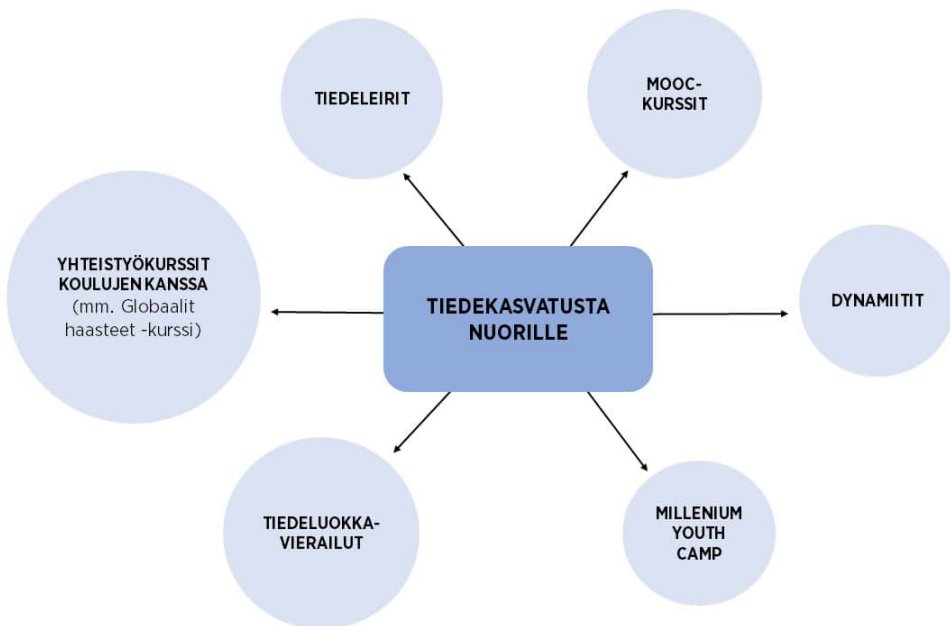 TIEDELEIRIT
MOOC-
KURSSIT
YHTEISTYÖKURSSIT
KOULUJEN KANSSA
(mm. Globaalit
haasteet -kurssi)
TIEDEKASVATUSTA
NUORILLE
DYNAMIITIT
TIEDELUOKKA-
VIERAILUT
MILLENIUM
YOUTH
CAMP